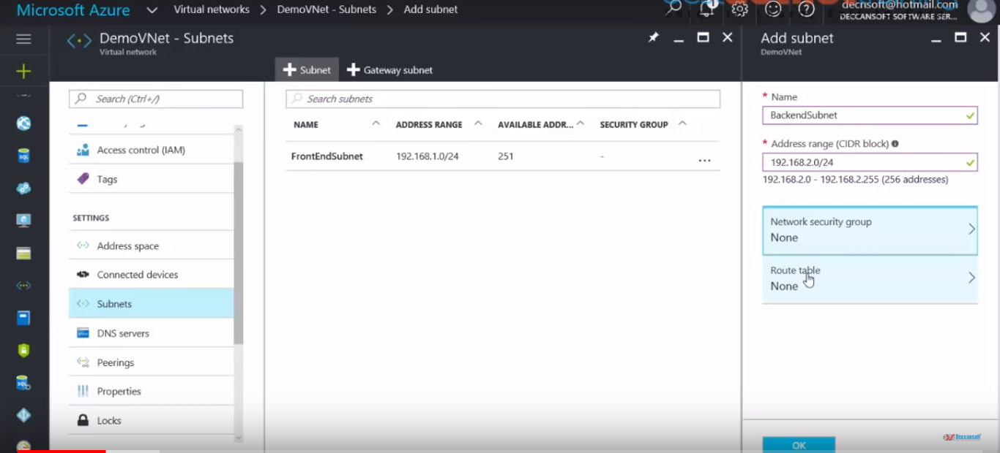 Microsoft Azure
Virtual networks > DemoVNet - Subnets > Add subnet
decnsoft@hotmail.com
DECCANSOFT SOFTWARE SER...
DemoVNet - Subnets
Virtual network
Subnet
Gateway subnet
Search (Ctrl+/)
Access control (IAM)
Tags
SETTINGS
Address space
Connected devices
Subnets
DNS servers
Peerings
Properties
Locks
Search subnets
NAME ADDRESS RANGE AVAILABLE ADDR... SECURITY GROUP
FrontEndSubnet 192.168.1.0/24 251 - ...
Add subnet
DemoVNet
* Name
BackendSubnet
* Address range (CIDR block)
192.168.2.0/24
192.168.2.0 - 192.168.2.255 (256 addresses)
Network security group
None
Route table
None
OK
Deccansoft